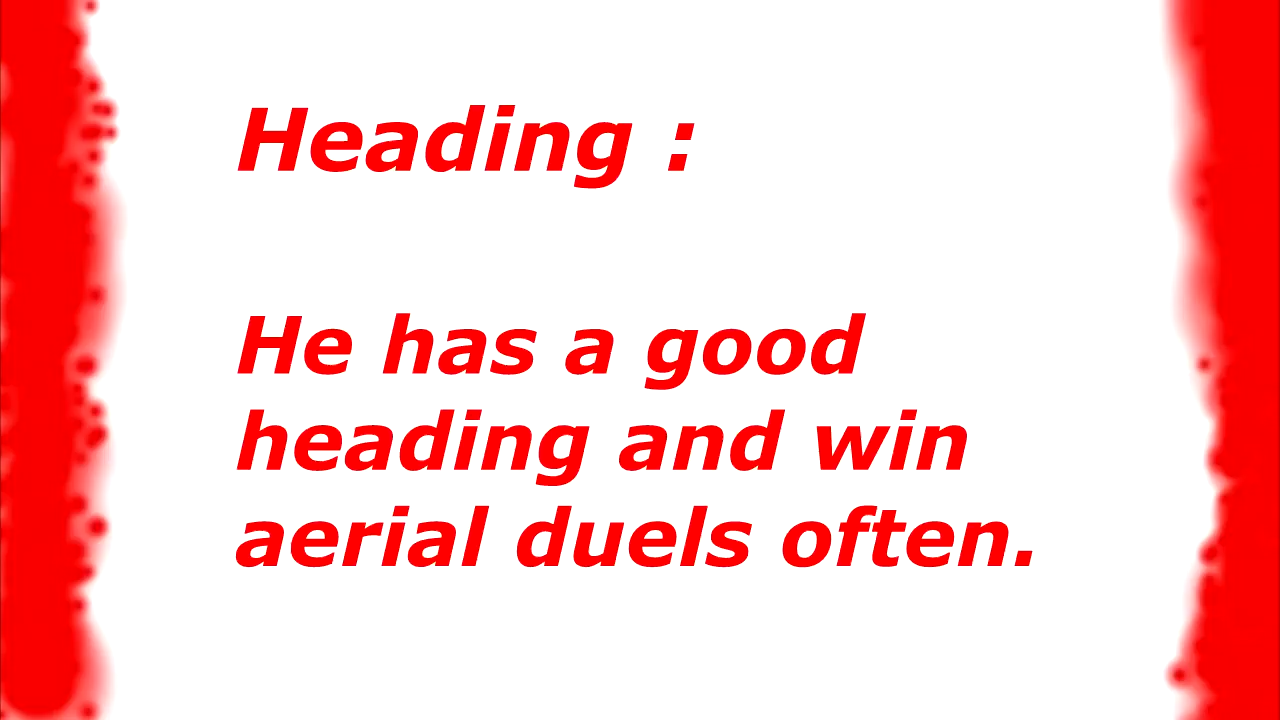 Heading :
He has a good
heading and win
aerial duels often.